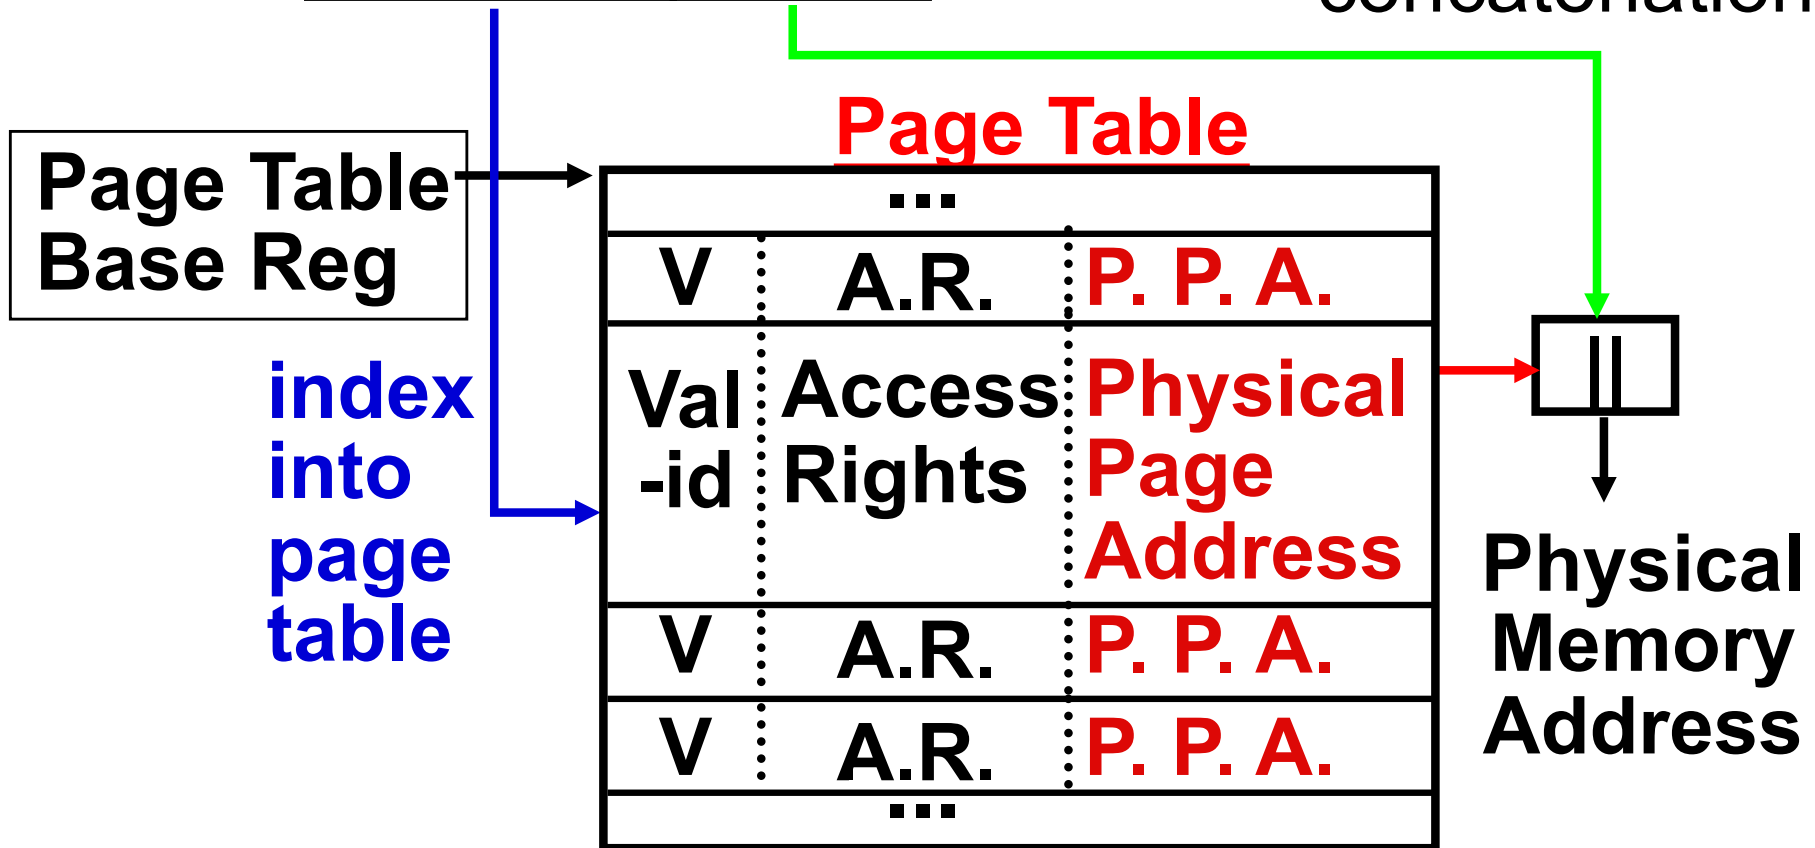 concatenation
Page Table
Page Table
Base Reg
...
V A.R. P. P. A.
index
into
page
table
Val
-id
Access
Rights
Physical
Page
Address
||
V A.R. P. P. A.
V A.R. P. P. A.
...
Physical
Memory
Address